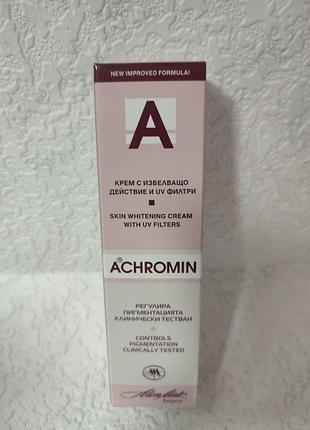 NEW IMPROVED FORMULA!
A
КРЕМ С ИЗБЕЛВАЩО
ДЕЙСТВИЕ И UV ФИЛТРИ
SKIN WHITENING CREAM
WITH UV FILTERS
ACHROMIN®
РЕГУЛИРА
ПИГМЕНТАЦИЯТА
КЛИНИЧЕСКИ ТЕСТВАН
CONTROLS
PIGMENTATION
CLINICALLY TESTED
Bulgaria